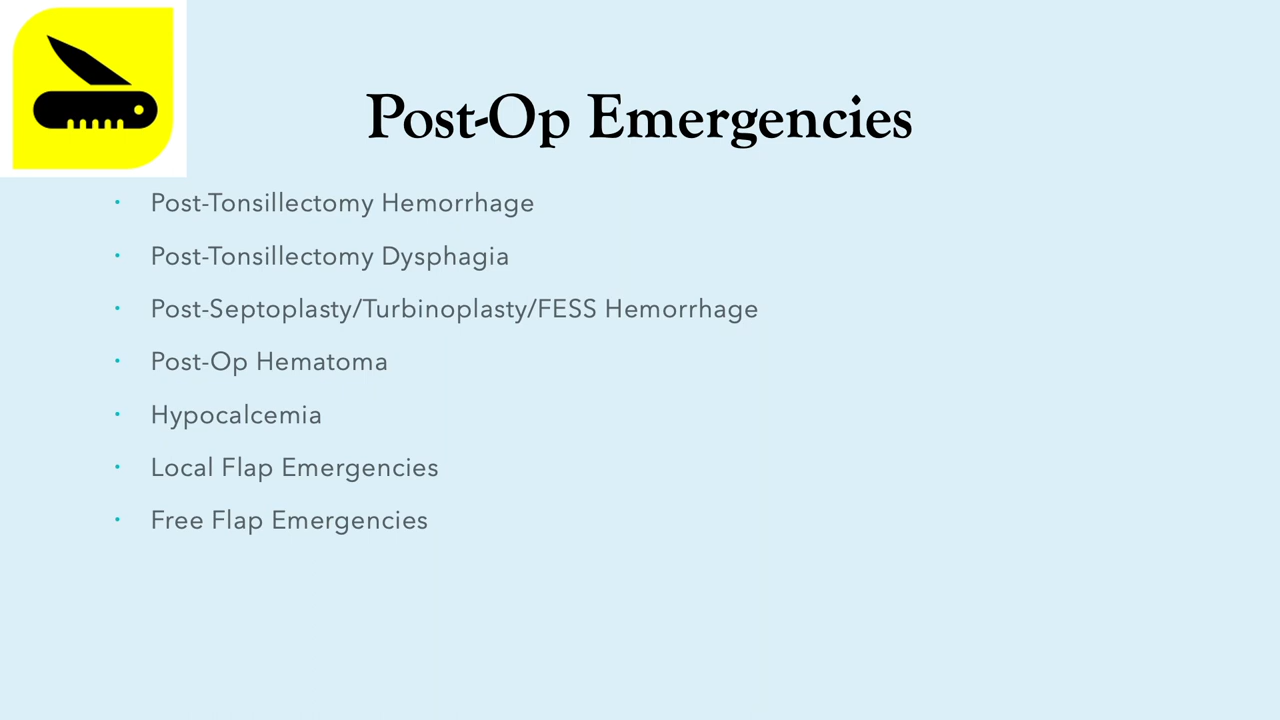 Post-Op Emergencies
Post-Tonsillectomy Hemorrhage
Post-Tonsillectomy Dysphagia
Post-Septoplasty/Turbinoplasty/FESS Hemorrhage
Post-Op Hematoma
Hypocalcemia
Local Flap Emergencies
Free Flap Emergencies